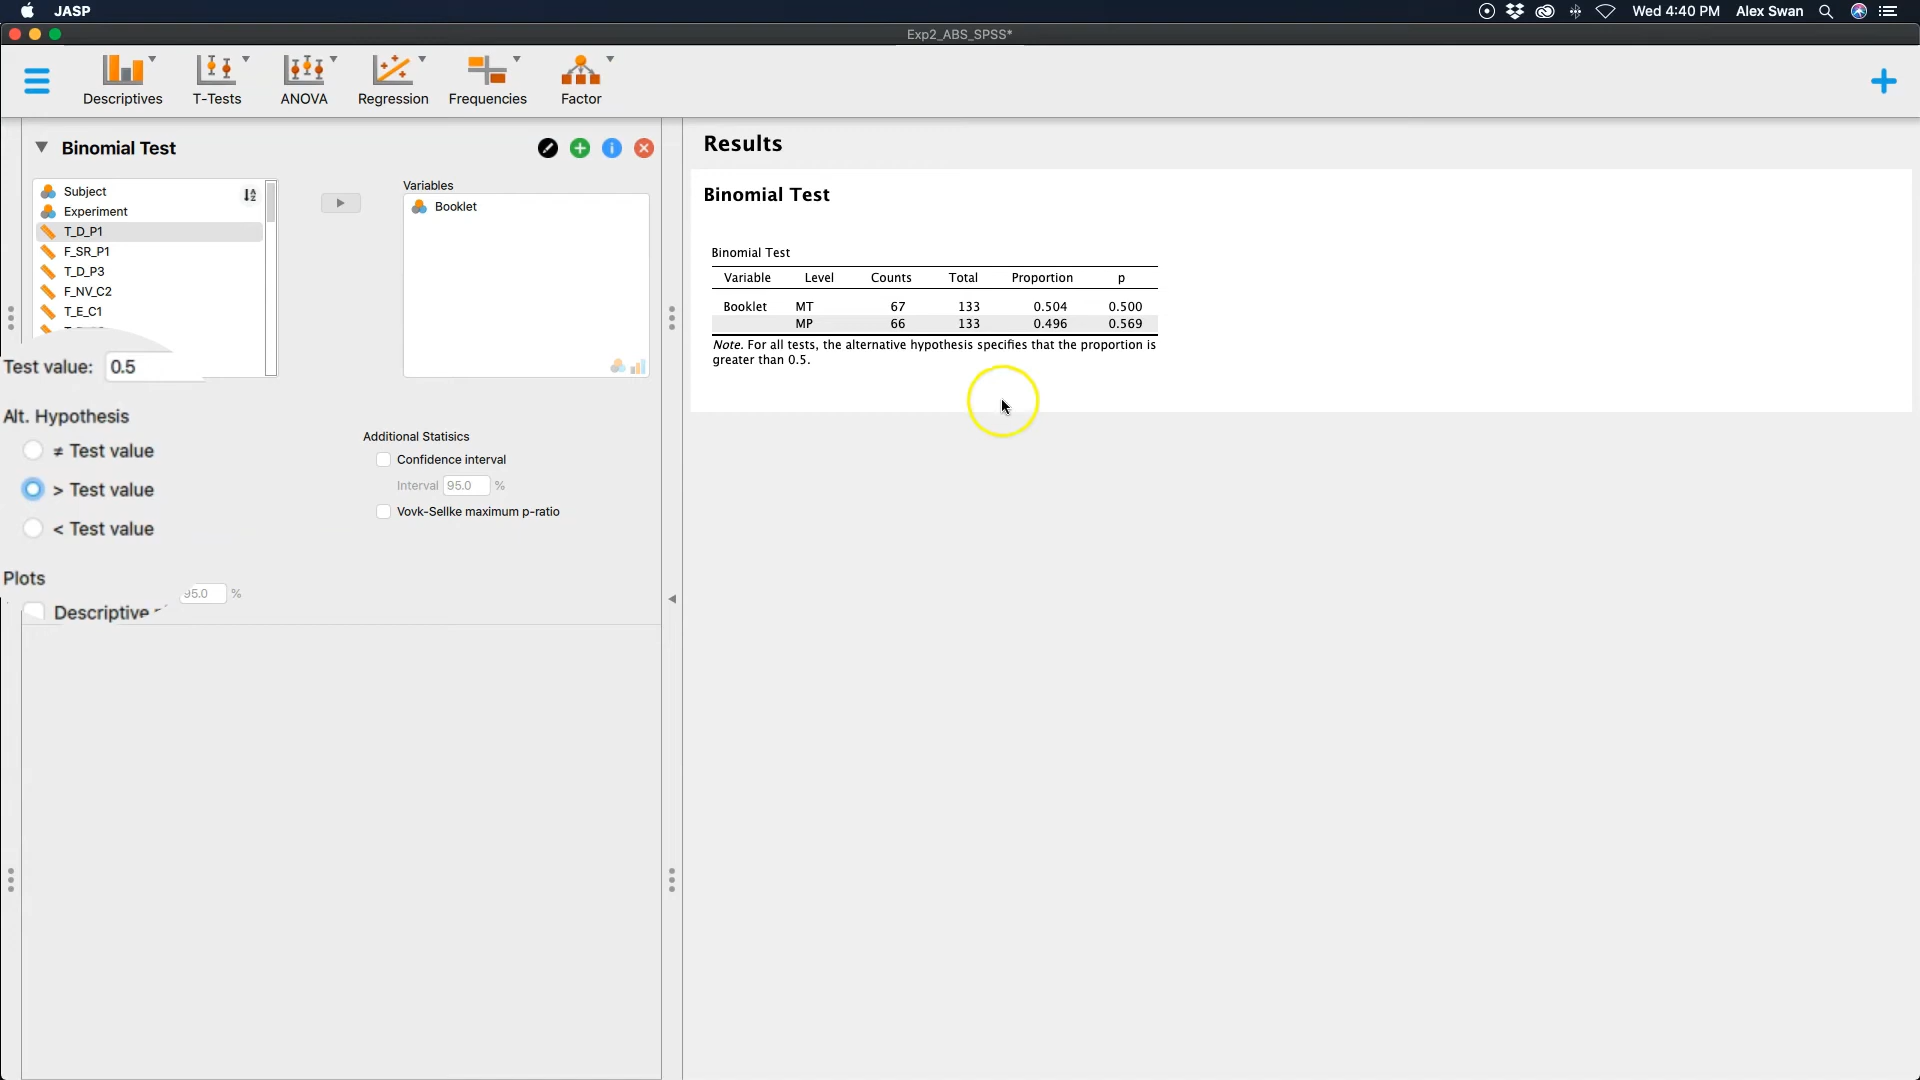 JASP
Wed 4:40 PM Alex Swan
Exp2_ABS_SPSS*
Descriptives T-Tests ANOVA Regression Frequencies Factor
Binomial Test
Subject
Experiment
T_D_P1
F_SR_P1
T_D_P3
F_NV_C2
T_E_C1
Variables
Booklet
Test value: 0.5
Alt. Hypothesis
≠ Test value
> Test value
< Test value
Plots
Descriptive
95.0 %
Additional Statisics
Confidence interval
Interval 95.0 %
Vovk-Sellke maximum p-ratio
Results
Binomial Test
Binomial Test
Variable Level Counts Total Proportion p
Booklet MT 67 133 0.504 0.500
MP 66 133 0.496 0.569
Note. For all tests, the alternative hypothesis specifies that the proportion is
greater than 0.5.